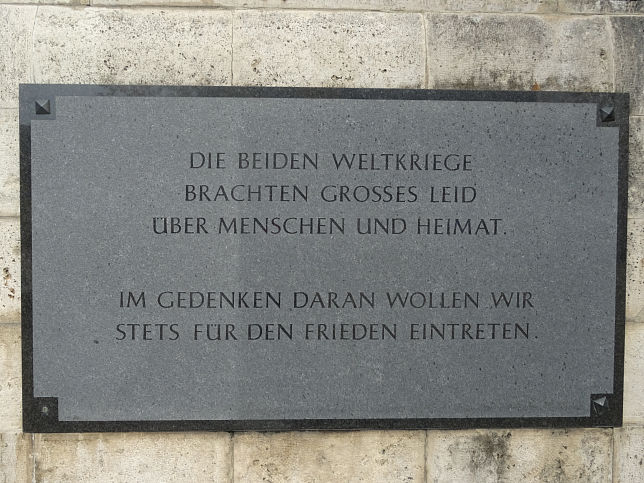 DIE BEIDEN WELTKRIEGE
BRACHTEN GROSSES LEID
ÜBER MENSCHEN UND HEIMAT.
IM GEDENKEN DARAN WOLLEN WIR
STETS FÜR DEN FRIEDEN EINTRETEN.